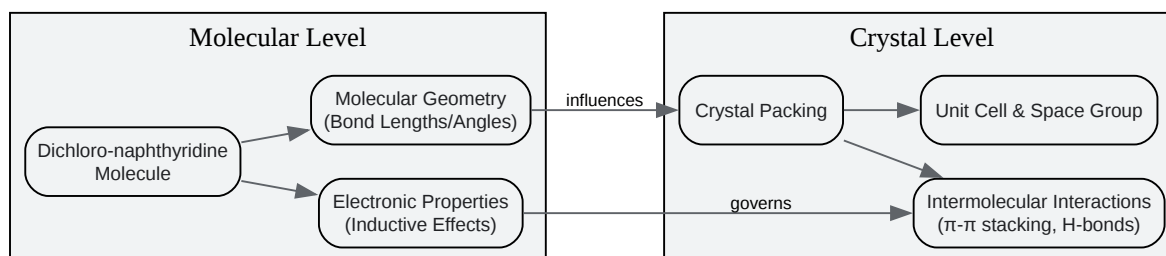 Molecular Level
Dichloro-naphthyridine
Molecule
Molecular Geometry
(Bond Lengths/Angles)
Electronic Properties
(Inductive Effects)
influences
governs
Crystal Level
Crystal Packing
Unit Cell & Space Group
Intermolecular Interactions
(π-π stacking, H-bonds)